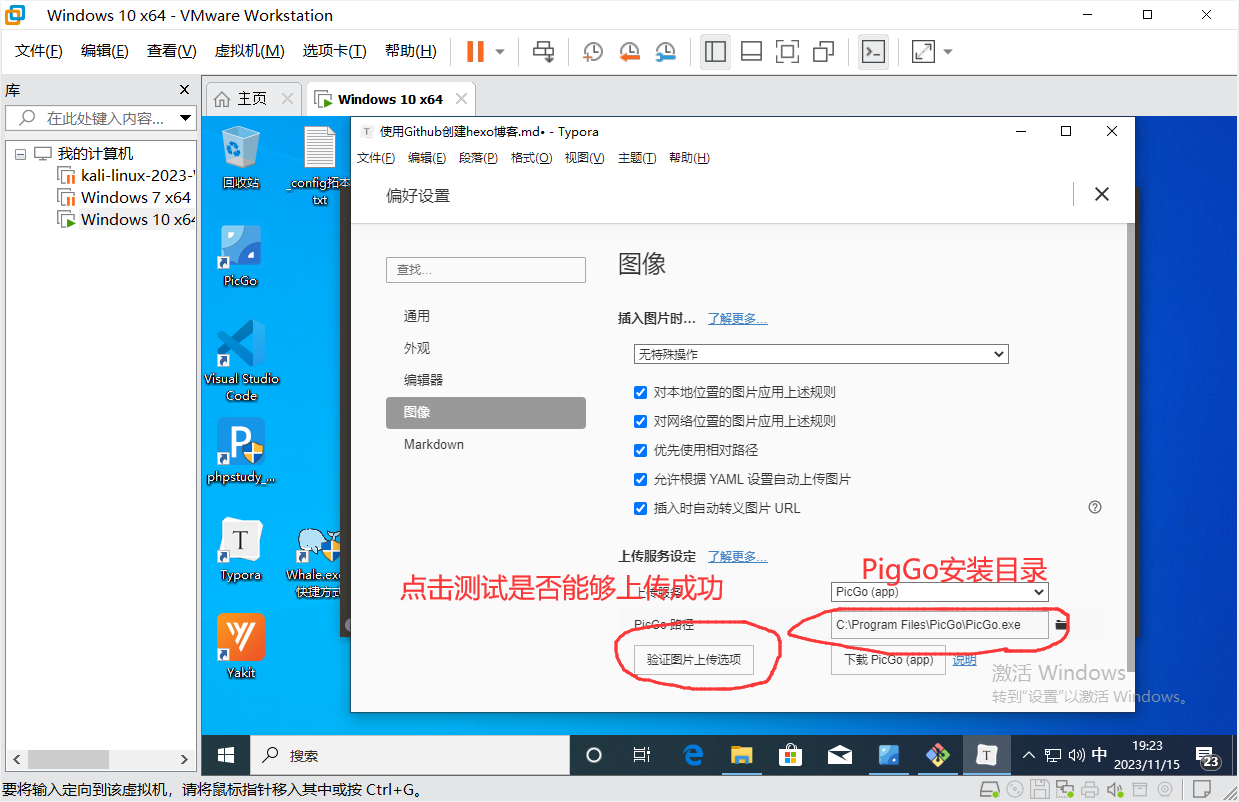 Windows 10 x64 - VMware Workstation
文件(F) 编辑(E) 查看(V) 虚拟机(M) 选项卡(T) 帮助(H)
库
在此处键入内容...
我的计算机
kali-linux-2023-
Windows 7 x64
Windows 10 x64
主页
Windows 10 x64
回收站
_config拓本
txt
PicGo
Visual Studio
Code
phpstudy_...
Typora
Whale.exe
快捷方式
Yakit
使用Github创建hexo博客.md• - Typora
文件(F) 编辑(E) 段落(P) 格式(O) 视图(V) 主题(T) 帮助(H)
偏好设置
查找...
通用
外观
编辑器
图像
Markdown
图像
插入图片时... 了解更多...
无特殊操作
对本地位置的图片应用上述规则
对网络位置的图片应用上述规则
优先使用相对路径
允许根据 YAML 设置自动上传图片
插入时自动转义图片 URL
上传服务设定 了解更多...
PigGo安装目录
点击测试是否能够上传成功
上传服务
PicGo (app)
PicGo 路径
C:\Program Files\PicGo\PicGo.exe
验证图片上传选项
下载 PicGo (app) 说明
激活 Windows
转到"设置"以激活 Windows。
搜索
中
19:23
2023/11/15
23
要将输入定向到该虚拟机，请将鼠标指针移入其中或按 Ctrl+G。